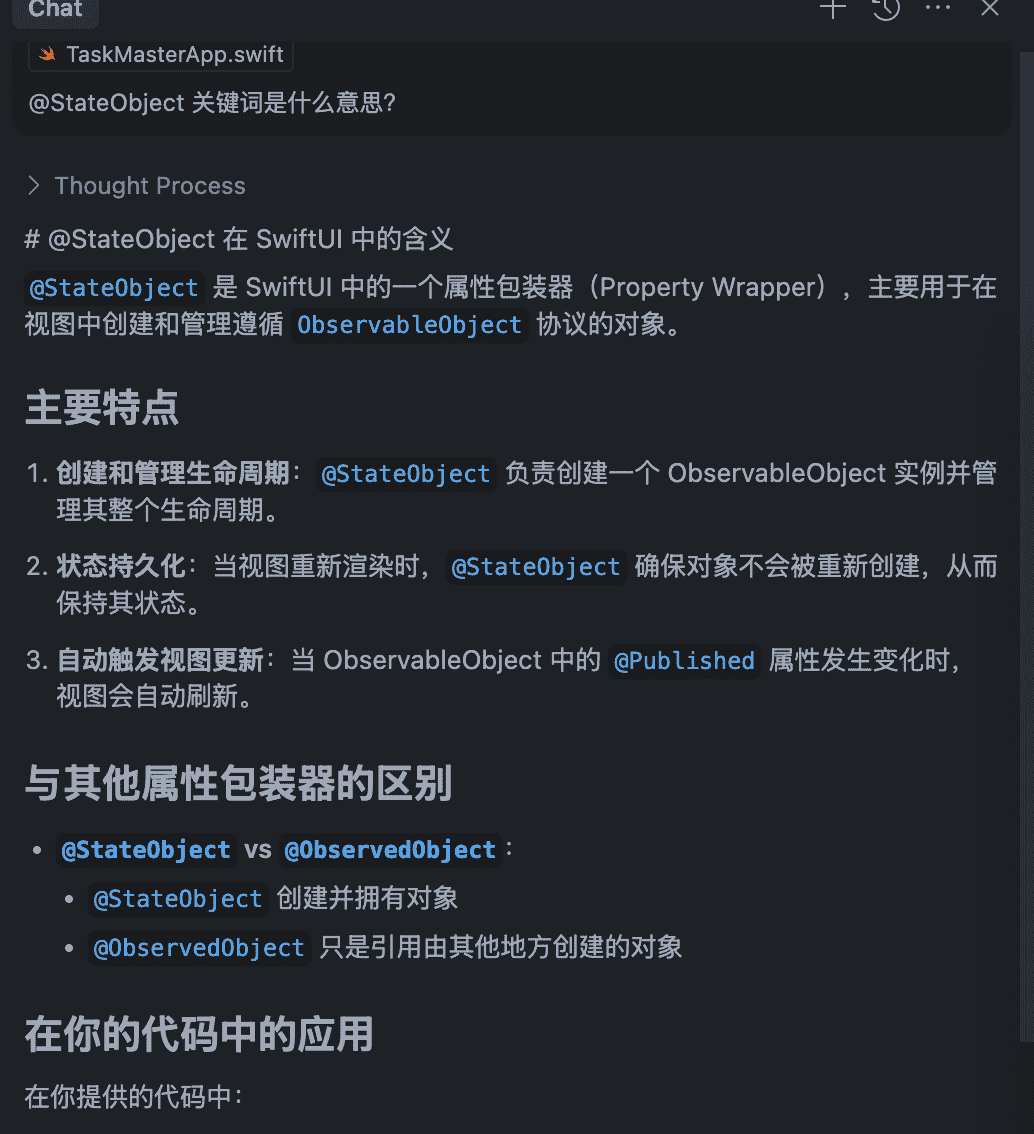 Chat
TaskMasterApp.swift
@StateObject 关键词是什么意思?
Thought Process
# @StateObject 在 SwiftUI 中的含义
@StateObject 是 SwiftUI 中的一个属性包装器（Property Wrapper），主要用于在
视图中创建和管理遵循 ObservableObject 协议的对象。
主要特点
1. 创建和管理生命周期：@StateObject 负责创建一个 ObservableObject 实例并管
理其整个生命周期。
2. 状态持久化：当视图重新渲染时，@StateObject 确保对象不会被重新创建，从而
保持其状态。
3. 自动触发视图更新：当 ObservableObject 中的 @Published 属性发生变化时，
视图会自动刷新。
与其他属性包装器的区别
• @StateObject vs @ObservedObject：
• @StateObject 创建并拥有对象
• @ObservedObject 只是引用由其他地方创建的对象
在你的代码中的应用
在你提供的代码中：